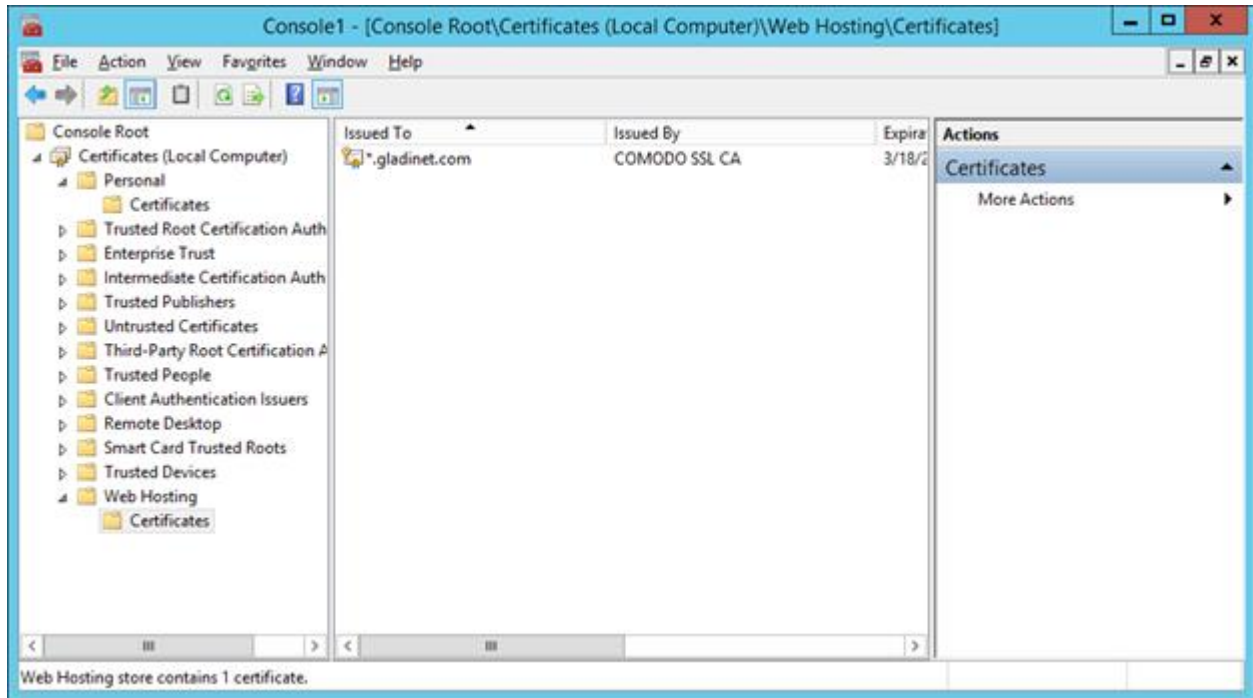 Console1 - [Console Root\Certificates (Local Computer)\Web Hosting\Certificates]
File Action View Favorites Window Help
Console Root
Certificates (Local Computer)
Personal
Certificates
Trusted Root Certification Auth
Enterprise Trust
Intermediate Certification Auth
Trusted Publishers
Untrusted Certificates
Third-Party Root Certification A
Trusted People
Client Authentication Issuers
Remote Desktop
Smart Card Trusted Roots
Trusted Devices
Web Hosting
Certificates
Issued To Issued By Expira
*.gladinet.com COMODO SSL CA 3/18/2
Actions
Certificates
More Actions
Web Hosting store contains 1 certificate.